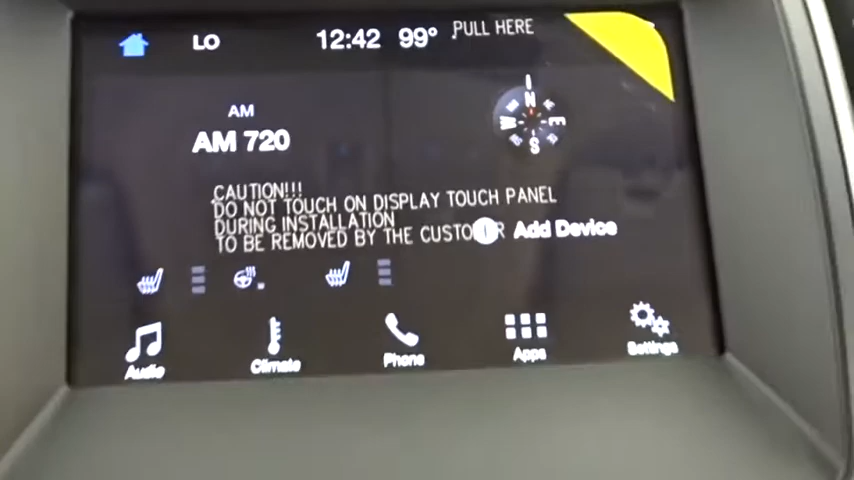 LO 12:42 99° PULL HERE
AM
AM 720
N
W E
S
CAUTION!!!
DO NOT TOUCH ON DISPLAY TOUCH PANEL
DURING INSTALLATION
TO BE REMOVED BY THE CUSTO R
Add Device
Audio Climate Phone Apps Settings